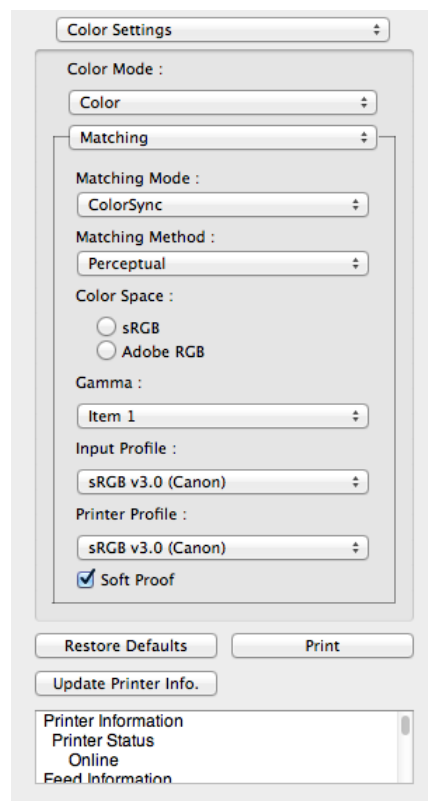 Color Settings
Color Mode :
Color
Matching
Matching Mode :
ColorSync
Matching Method :
Perceptual
Color Space :
sRGB
Adobe RGB
Gamma :
Item 1
Input Profile :
sRGB v3.0 (Canon)
Printer Profile :
sRGB v3.0 (Canon)
Soft Proof
Restore Defaults Print
Update Printer Info.
Printer Information
Printer Status
Online
Feed Information